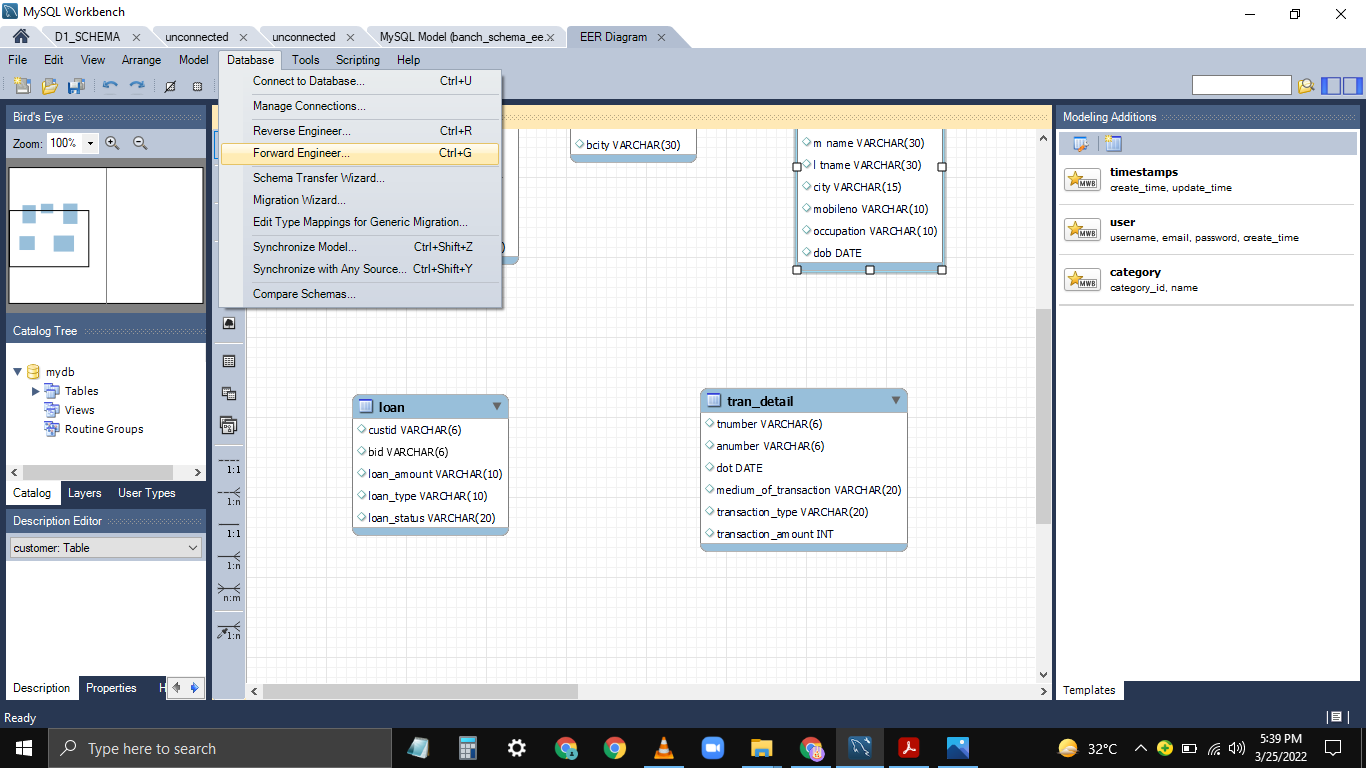 MySQL Workbench
D1_SCHEMA
unconnected
unconnected
MySQL Model (banch_schema_ee...
EER Diagram
File Edit View Arrange Model Database Tools Scripting Help
Connect to Database... Ctrl+U
Manage Connections...
Reverse Engineer... Ctrl+R
Forward Engineer... Ctrl+G
Schema Transfer Wizard...
Migration Wizard...
Edit Type Mappings for Generic Migration...
Synchronize Model... Ctrl+Shift+Z
Synchronize with Any Source... Ctrl+Shift+Y
Compare Schemas...
Bird's Eye
Zoom: 100%
Catalog Tree
mydb
Tables
Views
Routine Groups
Catalog Layers User Types
Description Editor
customer: Table
Description Properties H
1:1
1:n
1:1
1:n
n:m
1:n
bcity VARCHAR(30)
m name VARCHAR(30)
l tname VARCHAR(30)
city VARCHAR(15)
mobileno VARCHAR(10)
occupation VARCHAR(10)
dob DATE
loan
custid VARCHAR(6)
bid VARCHAR(6)
loan_amount VARCHAR(10)
loan_type VARCHAR(10)
loan_status VARCHAR(20)
tran_detail
tnumber VARCHAR(6)
anumber VARCHAR(6)
dot DATE
medium_of_transaction VARCHAR(20)
transaction_type VARCHAR(20)
transaction_amount INT
Modeling Additions
MWB
timestamps
create_time, update_time
MWB
user
username, email, password, create_time
MWB
category
category_id, name
Templates
Ready
Type here to search
32°C
5:39 PM
3/25/2022